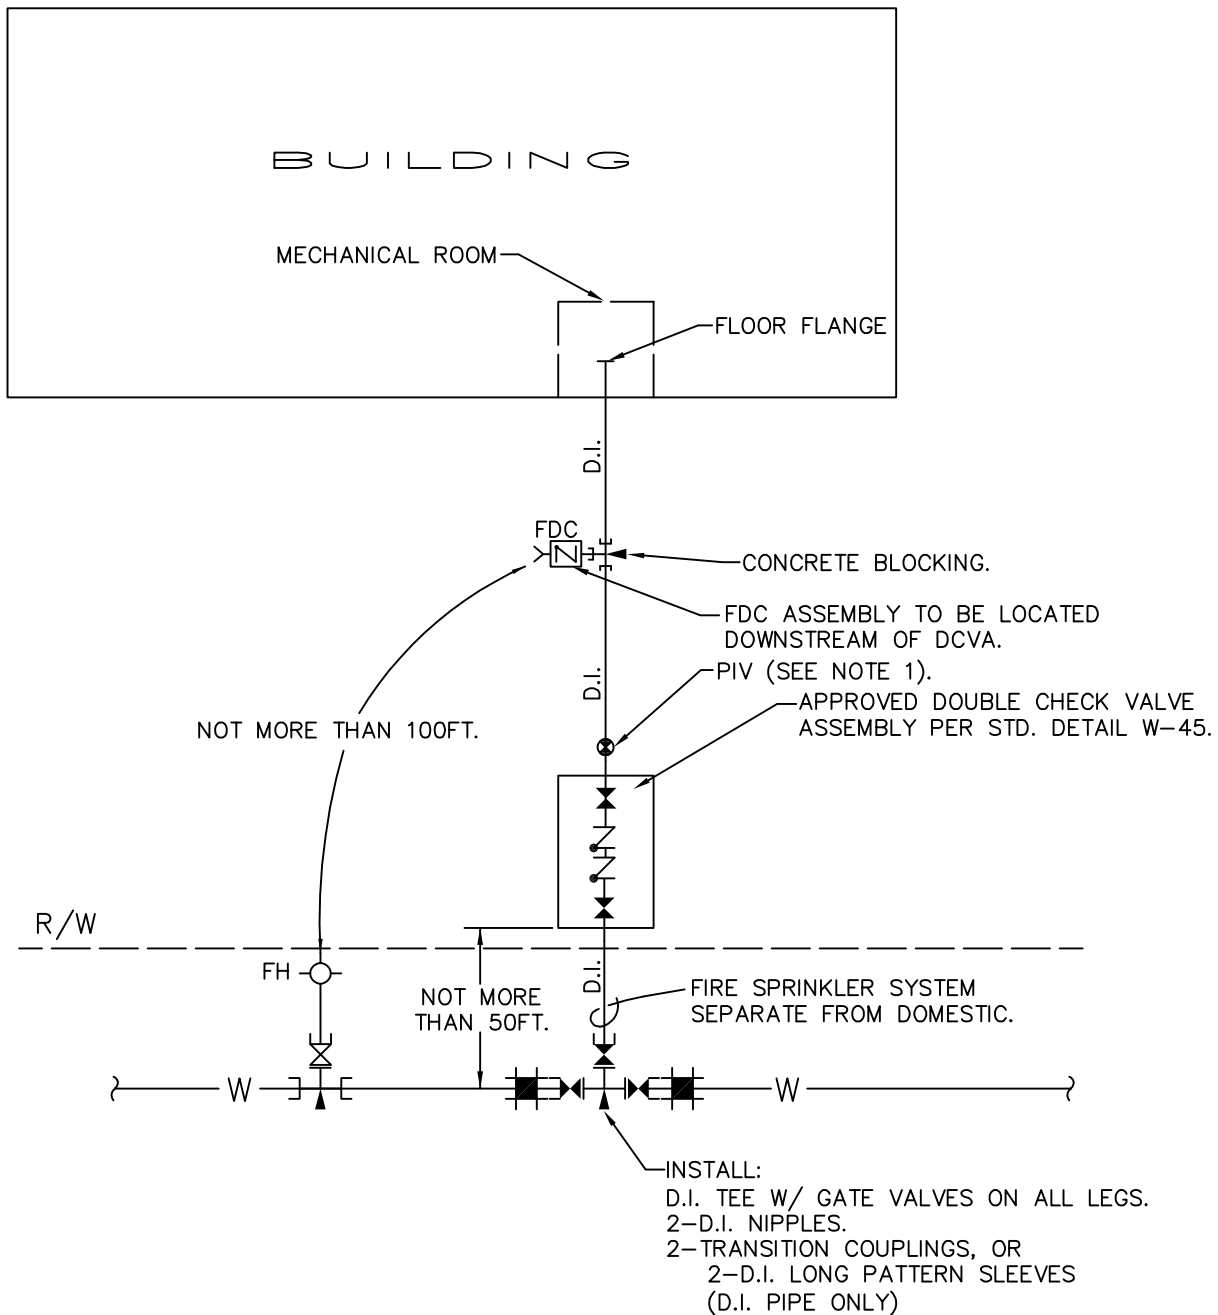 BUILDING
MECHANICAL ROOM
FLOOR FLANGE
D.I.
FDC
CONCRETE BLOCKING.
FDC ASSEMBLY TO BE LOCATED
DOWNSTREAM OF DCVA.
D.I.
PIV (SEE NOTE 1).
APPROVED DOUBLE CHECK VALVE
ASSEMBLY PER STD. DETAIL W-45.
NOT MORE THAN 100FT.
R/W
FH
D.I.
NOT MORE
THAN 50FT.
FIRE SPRINKLER SYSTEM
SEPARATE FROM DOMESTIC.
W
W
INSTALL:
D.I. TEE W/ GATE VALVES ON ALL LEGS.
2-D.I. NIPPLES.
2-TRANSITION COUPLINGS, OR
2-D.I. LONG PATTERN SLEEVES
(D.I. PIPE ONLY)